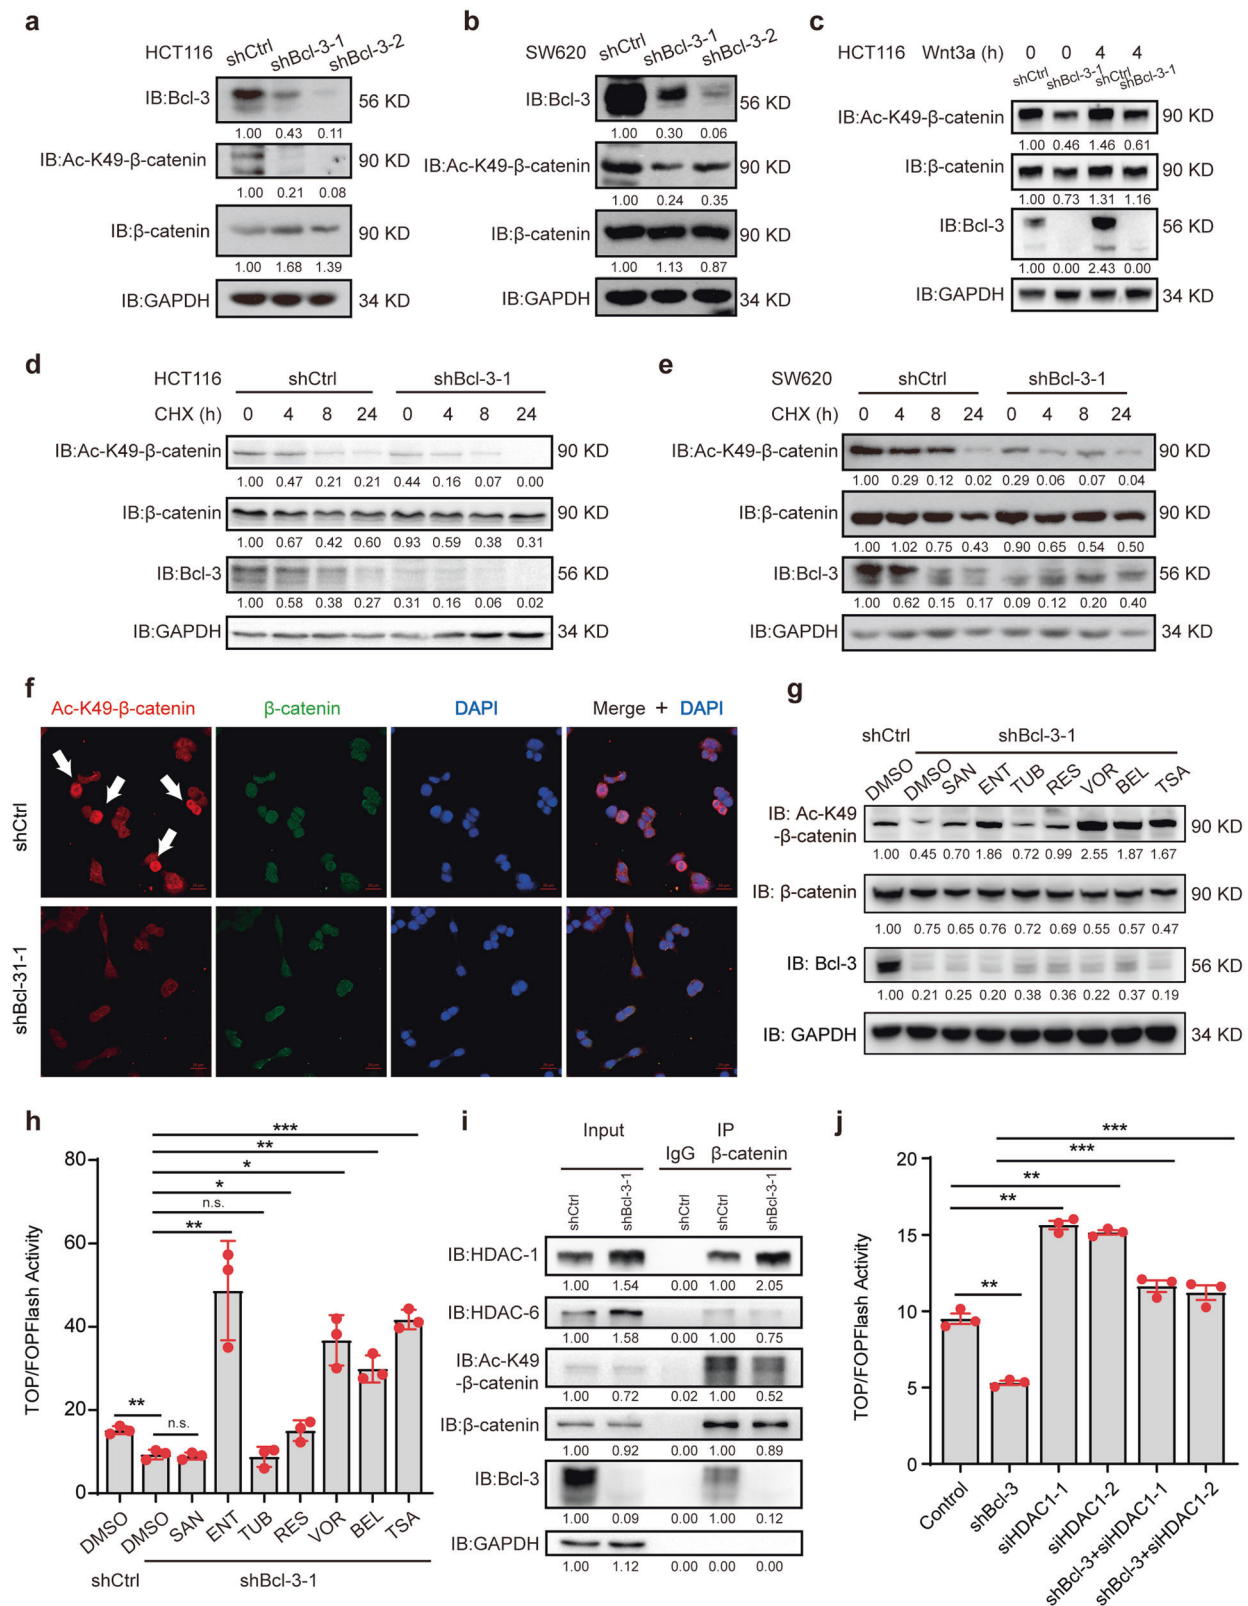 a
HCT116 shCtrl shBcl-3-1 shBcl-3-2
IB:Bcl-3 56 KD
1.00 0.43 0.11
IB:Ac-K49-β-catenin 90 KD
1.00 0.21 0.08
IB:β-catenin 90 KD
1.00 1.68 1.39
IB:GAPDH 34 KD
b
SW620 shCtrl shBcl-3-1 shBcl-3-2
IB:Bcl-3 56 KD
1.00 0.30 0.06
IB:Ac-K49-β-catenin 90 KD
1.00 0.24 0.35
IB:β-catenin 90 KD
1.00 1.13 0.87
IB:GAPDH 34 KD
c
HCT116 Wnt3a (h) 0 0 4 4
shCtrl shBcl-3-1 shCtrl shBcl-3-1
IB:Ac-K49-β-catenin 90 KD
1.00 0.46 1.46 0.61
IB:β-catenin 90 KD
1.00 0.73 1.31 1.16
IB:Bcl-3 56 KD
1.00 0.00 2.43 0.00
IB:GAPDH 34 KD
d
HCT116 shCtrl shBcl-3-1
CHX (h) 0 4 8 24 0 4 8 24
IB:Ac-K49-β-catenin 90 KD
1.00 0.47 0.21 0.21 0.44 0.16 0.07 0.00
IB:β-catenin 90 KD
1.00 0.67 0.42 0.60 0.93 0.59 0.38 0.31
IB:Bcl-3 56 KD
1.00 0.58 0.38 0.27 0.31 0.16 0.06 0.02
IB:GAPDH 34 KD
e
SW620 shCtrl shBcl-3-1
CHX (h) 0 4 8 24 0 4 8 24
IB:Ac-K49-β-catenin 90 KD
1.00 0.29 0.12 0.02 0.29 0.06 0.07 0.04
IB:β-catenin 90 KD
1.00 1.02 0.75 0.43 0.90 0.65 0.54 0.50
IB:Bcl-3 56 KD
1.00 0.62 0.15 0.17 0.09 0.12 0.20 0.40
IB:GAPDH 34 KD
f
Ac-K49-β-catenin β-catenin DAPI Merge + DAPI
shCtrl
shBcl-31-1
g
shCtrl shBcl-3-1
DMSO DMSO SAN ENT TUB RES VOR BEL TSA
IB: Ac-K49
-β-catenin 90 KD
1.00 0.45 0.70 1.86 0.72 0.99 2.55 1.87 1.67
IB: β-catenin 90 KD
1.00 0.75 0.65 0.76 0.72 0.69 0.55 0.57 0.47
IB: Bcl-3 56 KD
1.00 0.21 0.25 0.20 0.38 0.36 0.22 0.37 0.19
IB: GAPDH 34 KD
h
***
**
*
*
n.s.
**
**
n.s.
TOP/FOPFlash Activity
80
60
40
20
0
DMSO DMSO SAN ENT TUB RES VOR BEL TSA
shCtrl shBcl-3-1
i
Input IP
IgG β-catenin
shCtrl shBcl-3-1 shCtrl shCtrl shBcl-3-1
IB:HDAC-1
1.00 1.54 0.00 1.00 2.05
IB:HDAC-6
1.00 1.58 0.00 1.00 0.75
IB:Ac-K49
-β-catenin
1.00 0.72 0.02 1.00 0.52
IB:β-catenin
1.00 0.92 0.00 1.00 0.89
IB:Bcl-3
1.00 0.09 0.00 1.00 0.12
IB:GAPDH
1.00 1.12 0.00 0.00 0.00
j
***
***
**
**
**
TOP/FOPFlash Activity
20
15
10
5
0
Control shBcl-3 siHDAC1-1 siHDAC1-2 shBcl-3+siHDAC1-1 shBcl-3+siHDAC1-2